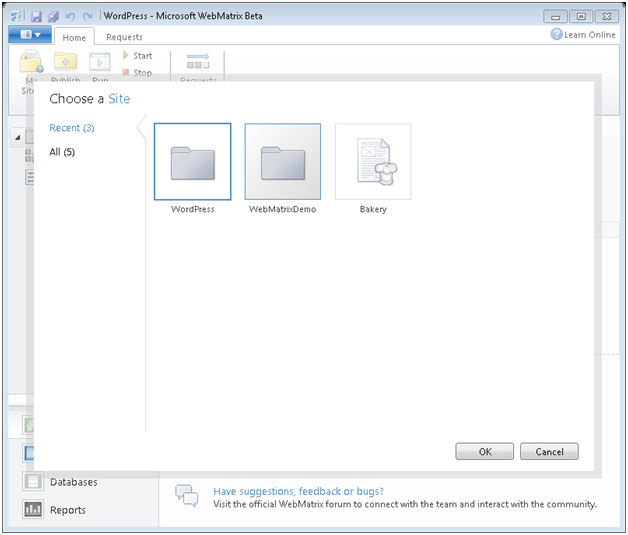 WordPress - Microsoft WebMatrix Beta
Home Requests
Learn Online
Start
Stop
My Publish Run Requests
Choose a Site
Recent (3)
All (5)
WordPress WebMatrixDemo Bakery
OK Cancel
Databases
Reports
Have suggestions, feedback or bugs?
Visit the official WebMatrix forum to connect with the team and interact with the community.